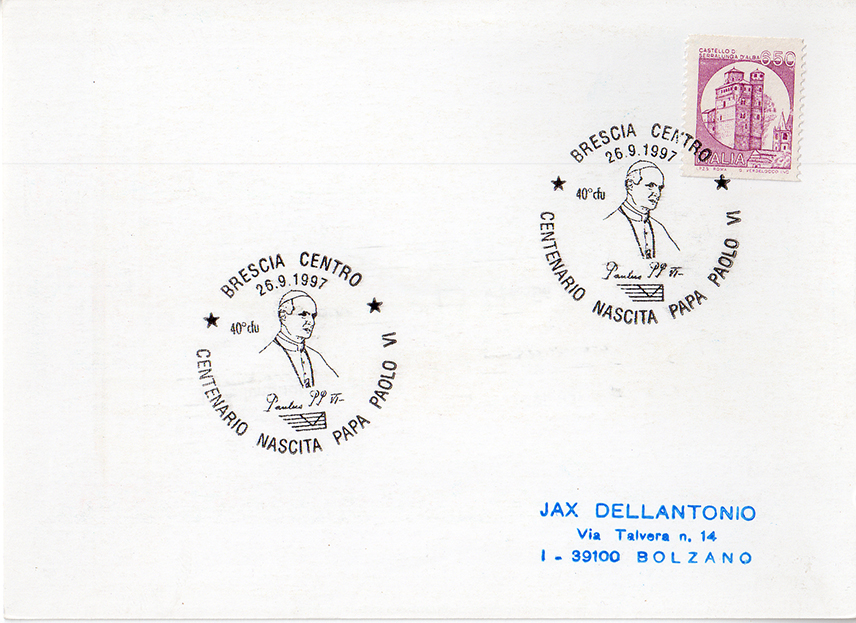 CASTELLO DI
SERRALUNGA D'ALBA
650
ITALIA
I.P.Z.S. ROMA
BRESCIA CENTRO
26.9.1997
40° cfu
Paulus PP VI
CENTENARIO NASCITA PAPA PAOLO VI
BRESCIA CENTRO
26.9.1997
40° cfu
Paulus PP VI
CENTENARIO NASCITA PAPA PAOLO VI
JAX DELLANTONIO
Via Talvera n. 14
I - 39100 BOLZANO